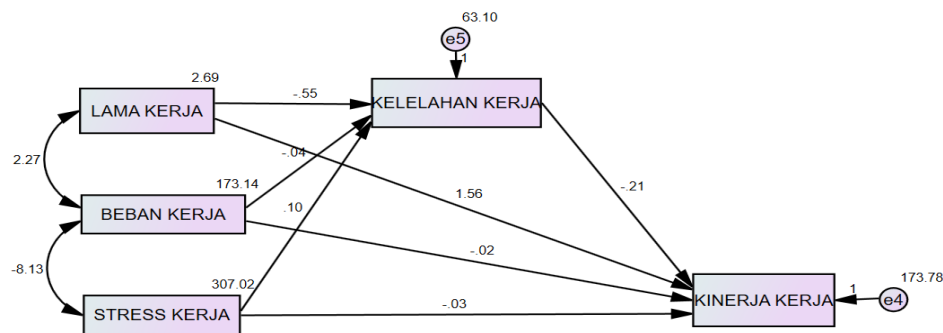 63.10
e5
1
2.69
-.55
KELELAHAN KERJA
LAMA KERJA
2.27
-.04
173.14
1.56
-.21
BEBAN KERJA
.10
-.02
-8.13
307.02
173.78
-.03
1
KINERJA KERJA
e4
STRESS KERJA